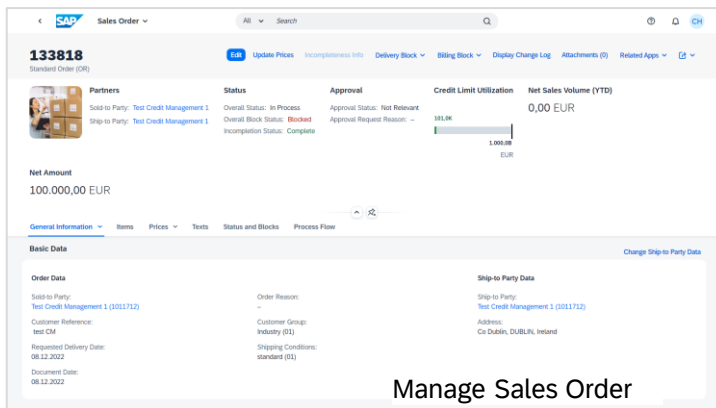 SAP Sales Order
All Search
CH
133818
Standard Order (OR)
Edit Update Prices Incompleteness Info Delivery Block Billing Block Display Change Log Attachments (0) Related Apps
Partners
Sold-to Party: Test Credit Management 1
Ship-to Party: Test Credit Management 1
Status
Overall Status: In Process
Overall Block Status: Blocked
Incompletion Status: Complete
Approval
Approval Status: Not Relevant
Approval Request Reason: –
Credit Limit Utilization
101,0K
1.000,0B
EUR
Net Sales Volume (YTD)
0,00 EUR
Net Amount
100.000,00 EUR
General Information Items Prices Texts Status and Blocks Process Flow
Basic Data
Change Ship-to Party Data
Order Data
Sold-to Party:
Test Credit Management 1 (1011712)
Customer Reference:
test CM
Requested Delivery Date:
08.12.2022
Document Date:
08.12.2022
Order Reason:
–
Customer Group:
Industry (01)
Shipping Conditions:
standard (01)
Ship-to Party Data
Ship-to Party:
Test Credit Management 1 (1011712)
Address:
Co Dublin, DUBLIN, Ireland
Manage Sales Order